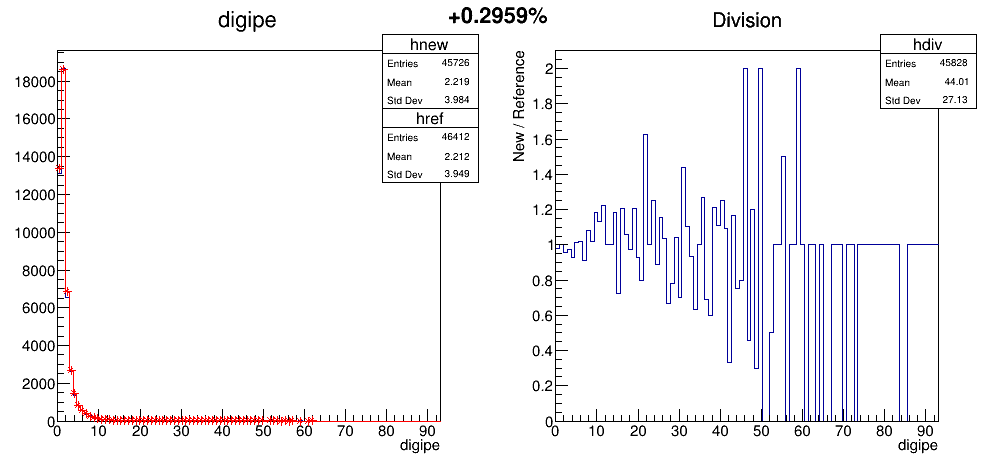 +0.2959%
digipe
hnew
Entries 45726
Mean 2.219
Std Dev 3.984
href
Entries 46412
Mean 2.212
Std Dev 3.949
18000
16000
14000
12000
10000
8000
6000
4000
2000
0
0 10 20 30 40 50 60 70 80 90
digipe
Division
hdiv
Entries 45828
Mean 44.01
Std Dev 27.13
New / Reference
2
1.8
1.6
1.4
1.2
1
0.8
0.6
0.4
0.2
0
0 10 20 30 40 50 60 70 80 90
digipe